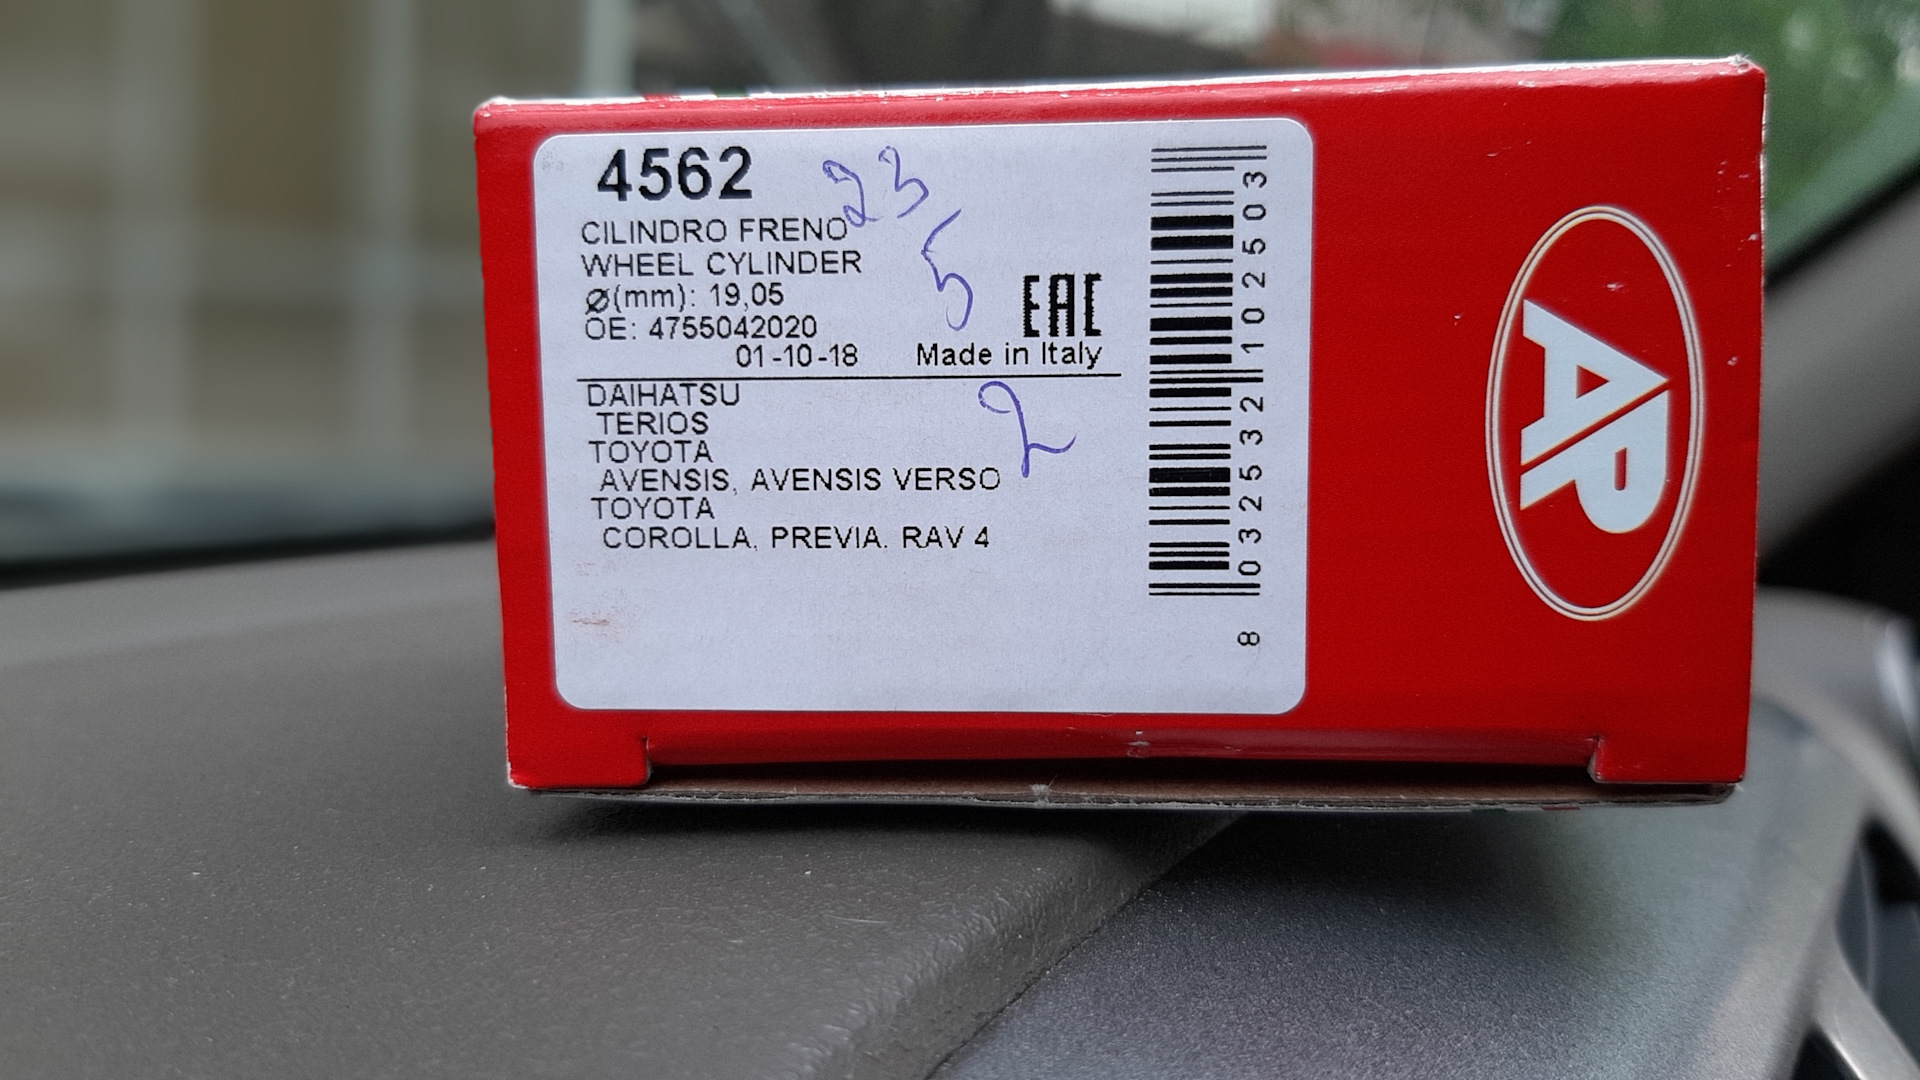 4562
23
CILINDRO FRENO
WHEEL CYLINDER
5
Ø(mm): 19,05
OE: 4755042020
EAC
01-10-18 Made in Italy
DAIHATSU
TERIOS
2
TOYOTA
AVENSIS, AVENSIS VERSO
TOYOTA
COROLLA, PREVIA. RAV 4
8 032532 102503
AP